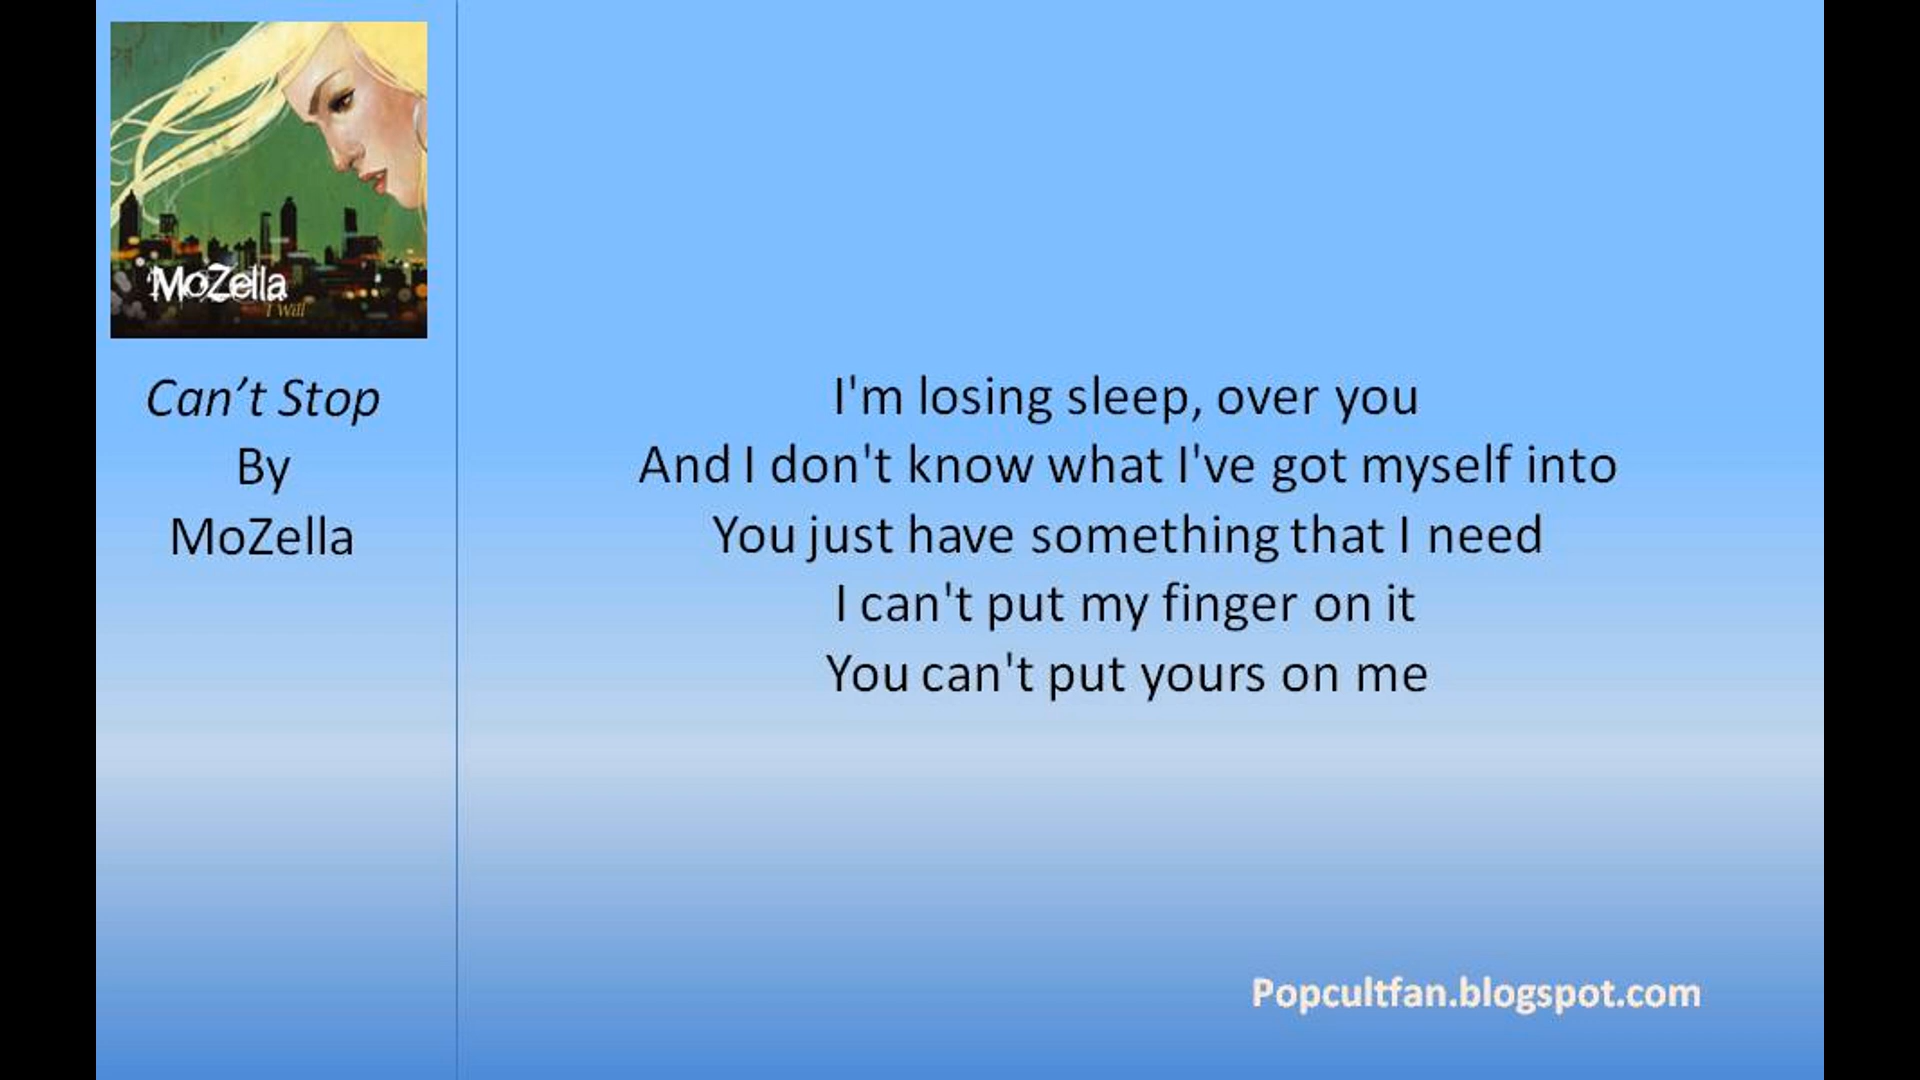 MoZella
I Will
Can’t Stop
By
MoZella
I'm losing sleep, over you
And I don't know what I've got myself into
You just have something that I need
I can't put my finger on it
You can't put yours on me
Popcultfan.blogspot.com